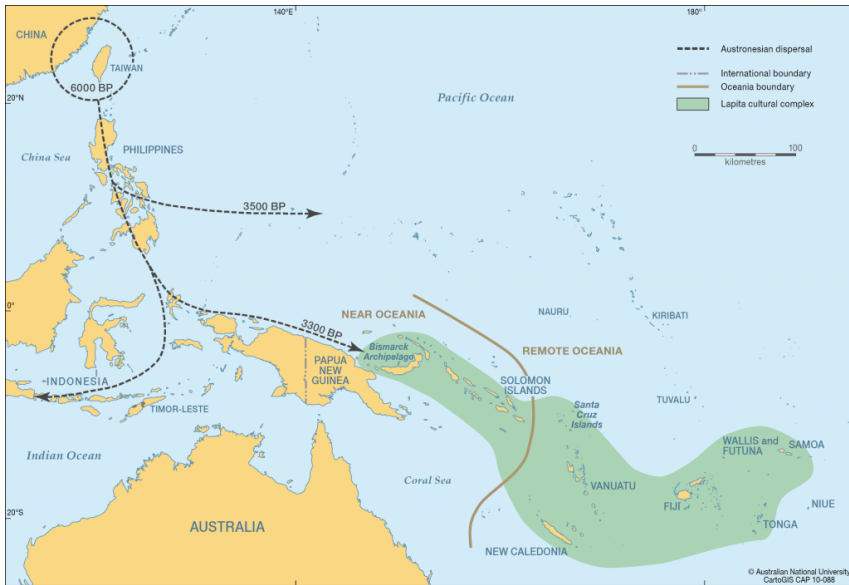 140°E
180°
CHINA
TAIWAN
6000 BP
20°N
Pacific Ocean
China Sea
PHILIPPINES
3500 BP
Austronesian dispersal
International boundary
Oceania boundary
Lapita cultural complex
0
100
kilometres
0°
3300 BP
NEAR OCEANIA
NAURU
KIRIBATI
Bismarck
Archipelago
REMOTE OCEANIA
PAPUA
NEW
GUINEA
INDONESIA
SOLOMON
ISLANDS
TIMOR-LESTE
Santa
Cruz
Islands
TUVALU
Indian Ocean
Coral Sea
WALLIS and
FUTUNA
SAMOA
VANUATU
FIJI
NIUE
20°S
AUSTRALIA
TONGA
NEW CALEDONIA
© Australian National University
CartoGIS CAP 10-088